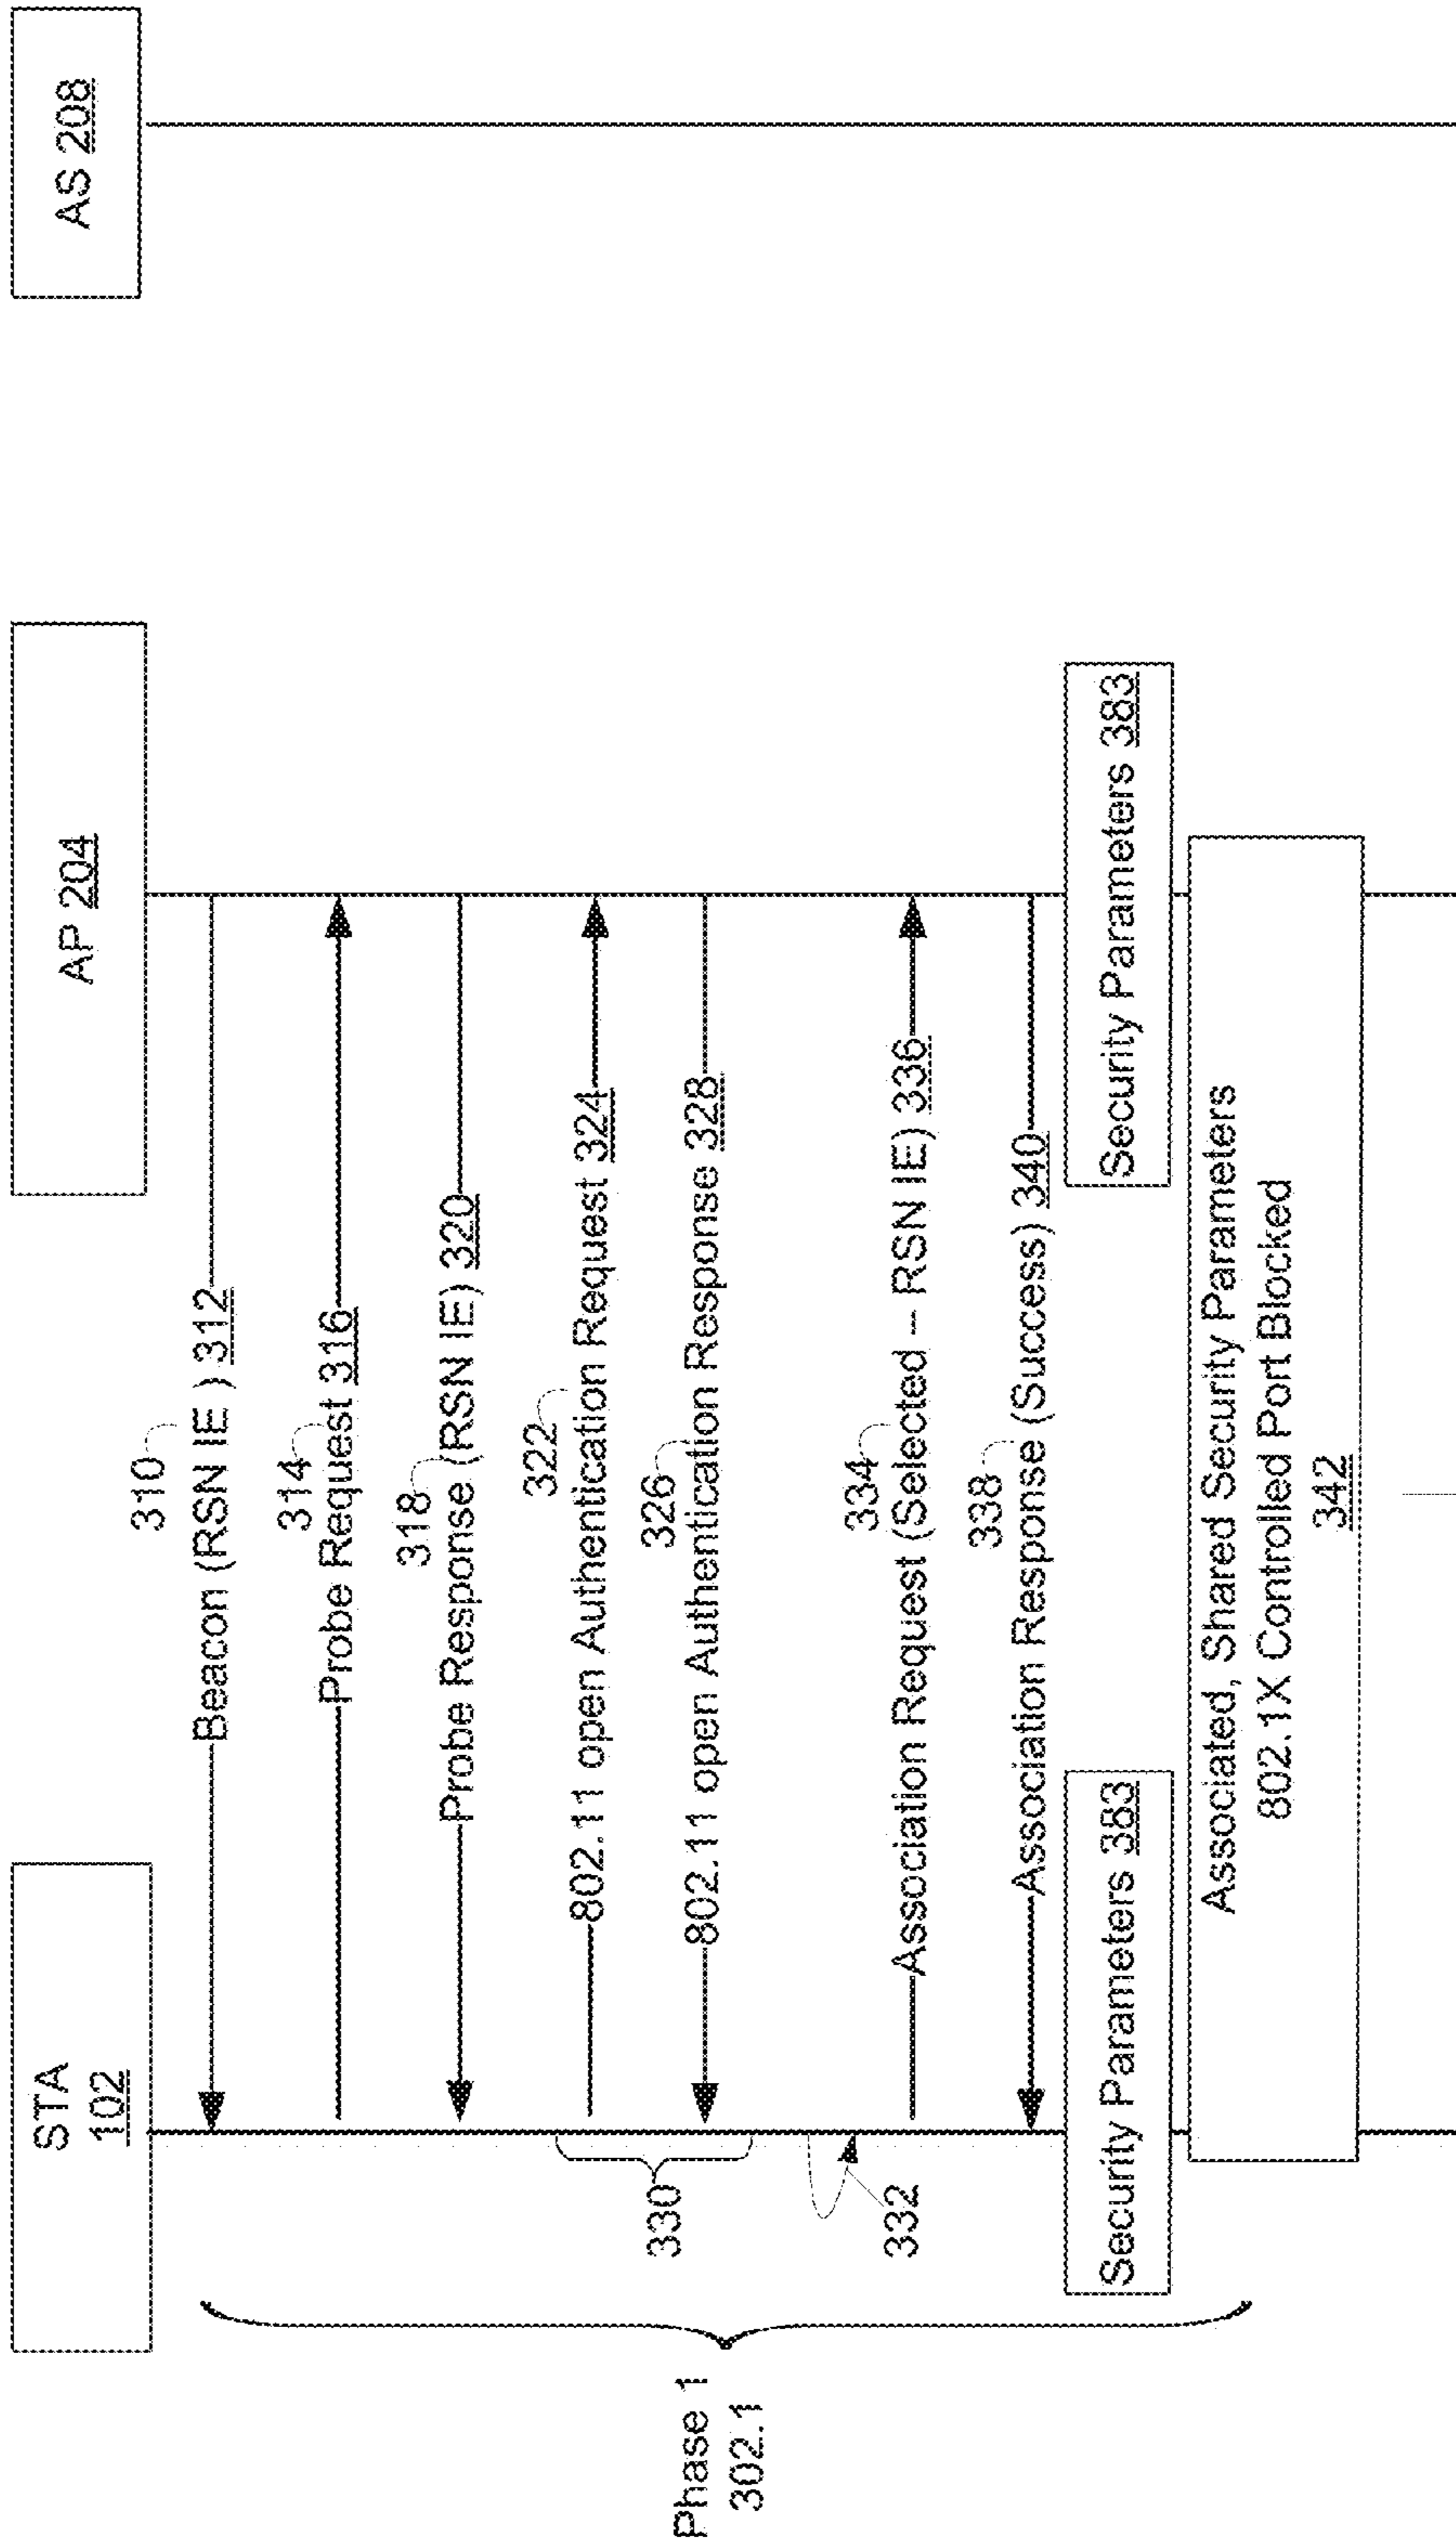 STA
102
AP 204
AS 208
310
Beacon (RSN IE ) 312
314
Probe Request 316
318
Probe Response (RSN IE) 320
322
802.11 open Authentication Request 324
326
802.11 open Authentication Response 328
330
332
334
Association Request (Selected – RSN IE) 336
338
Association Response (Success) 340
Phase 1
302.1
Security Parameters 383
Security Parameters 383
Associated, Shared Security Parameters
802.1X Controlled Port Blocked
342